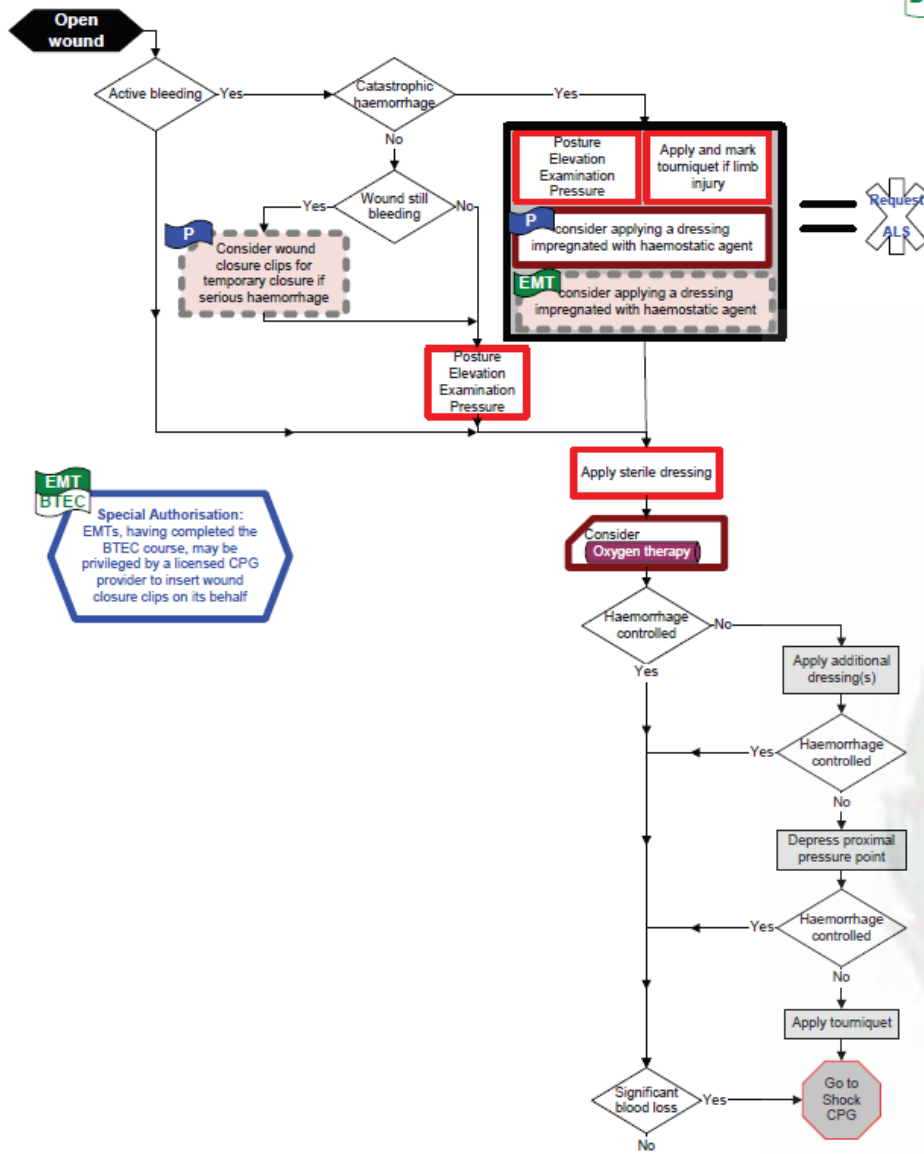 Open
wound
Active bleeding
Yes
Catastrophic
haemorrhage
Yes
No
Posture
Elevation
Examination
Pressure
Apply and mark
tourniquet if limb
injury
Request
ALS
P
consider applying a dressing
impregnated with haemostatic agent
EMT
consider applying a dressing
impregnated with haemostatic agent
Wound still
bleeding
Yes
No
P
Consider wound
closure clips for
temporary closure if
serious haemorrhage
Posture
Elevation
Examination
Pressure
Apply sterile dressing
EMT
BTEC
Special Authorisation:
EMTs, having completed the
BTEC course, may be
privileged by a licensed CPG
provider to insert wound
closure clips on its behalf
Consider
Oxygen therapy
Haemorrhage
controlled
No
Yes
Apply additional
dressing(s)
Haemorrhage
controlled
Yes
No
Depress proximal
pressure point
Haemorrhage
controlled
Yes
No
Apply tourniquet
Significant
blood loss
Yes
No
Go to
Shock
CPG